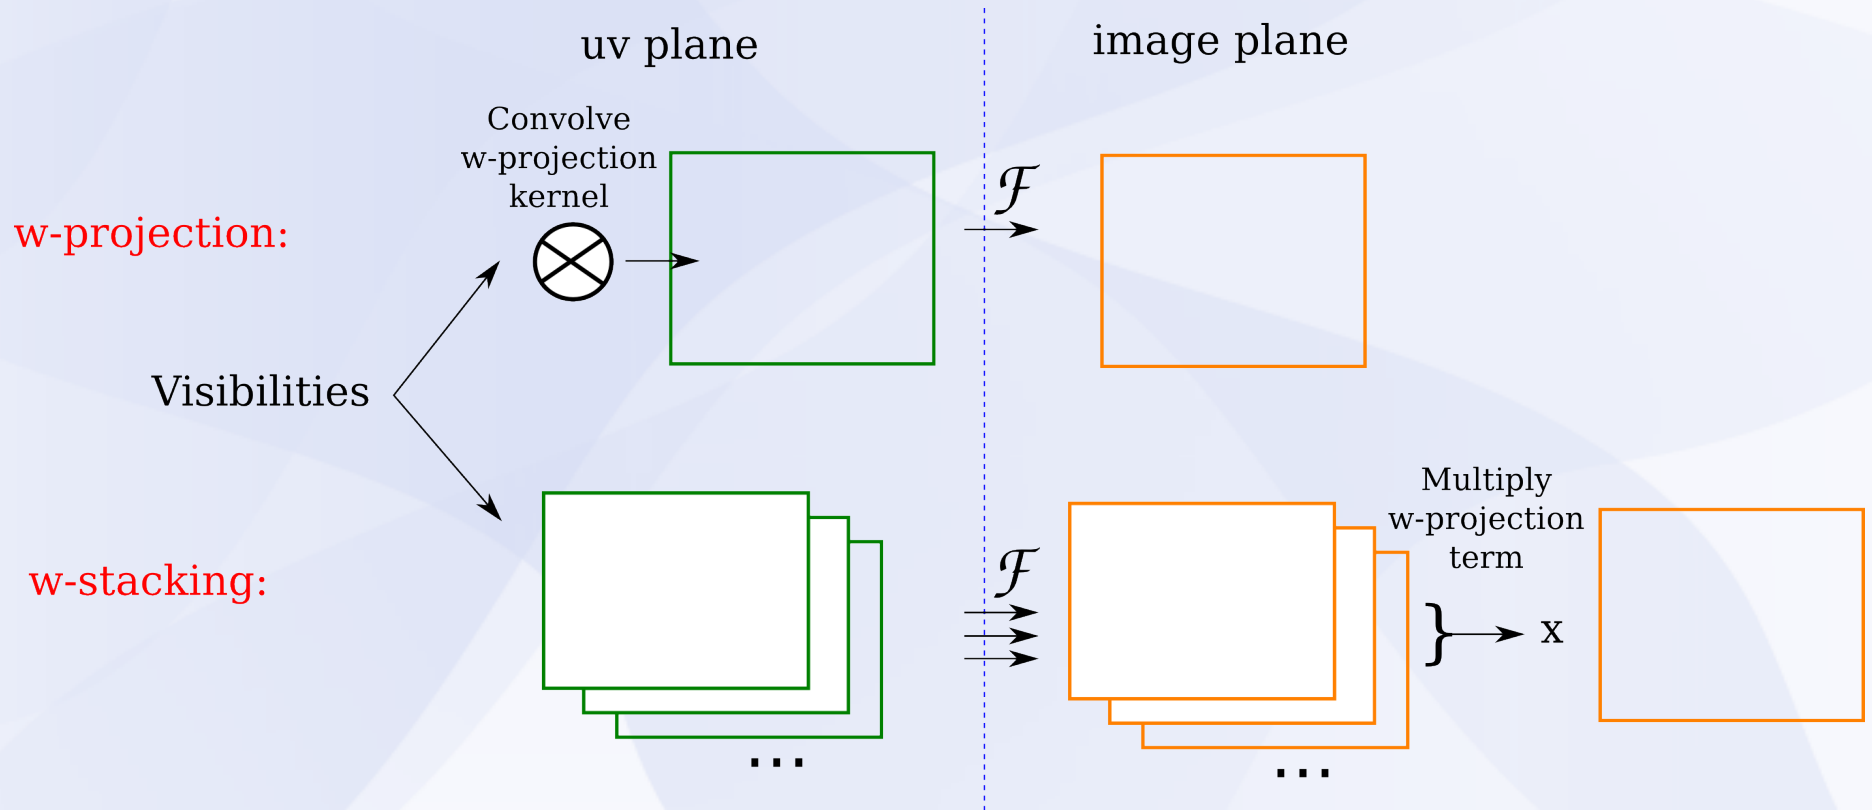 uv plane
image plane
Convolve
w-projection
kernel
ℱ
w-projection:
Visibilities
Multiply
w-projection
term
ℱ
w-stacking:
} x
...
...